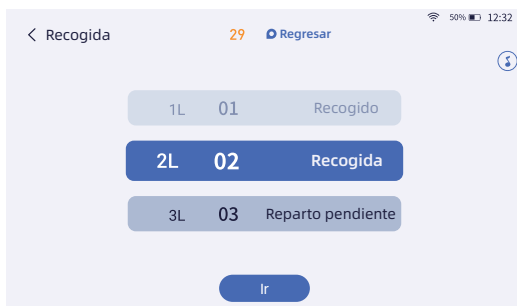 50% 12:32
Recogida 29 Regresar
1L 01 Recogido
2L 02 Recogida
3L 03 Reparto pendiente
Ir